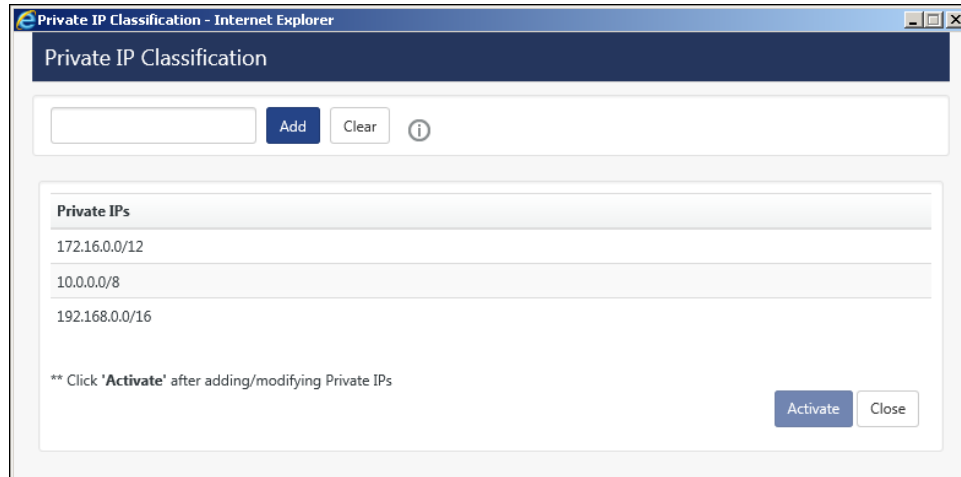 Private IP Classification - Internet Explorer
Private IP Classification
Add Clear
Private IPs
172.16.0.0/12
10.0.0.0/8
192.168.0.0/16
** Click 'Activate' after adding/modifying Private IPs
Activate Close